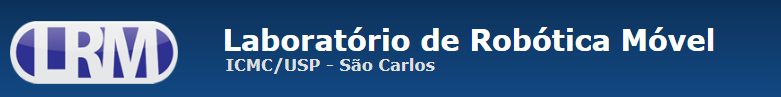 LRM
Laboratório de Robótica Móvel
ICMC/USP - São Carlos